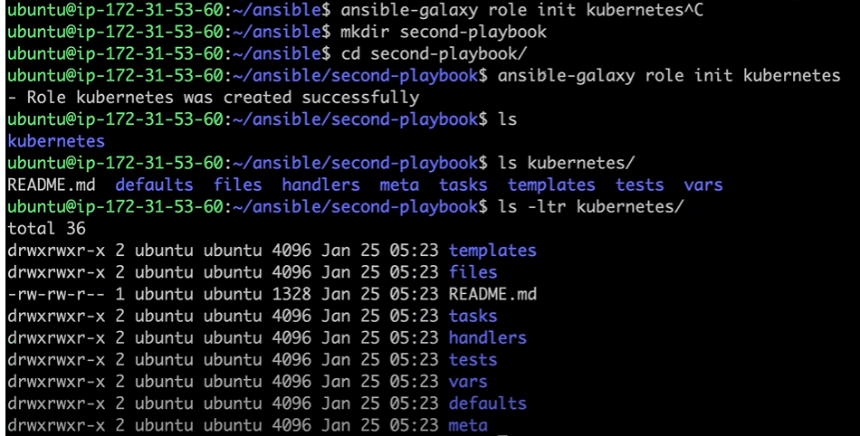 ubuntu@ip-172-31-53-60:~/ansible$ ansible-galaxy role init kubernetes^C
ubuntu@ip-172-31-53-60:~/ansible$ mkdir second-playbook
ubuntu@ip-172-31-53-60:~/ansible$ cd second-playbook/
ubuntu@ip-172-31-53-60:~/ansible/second-playbook$ ansible-galaxy role init kubernetes
- Role kubernetes was created successfully
ubuntu@ip-172-31-53-60:~/ansible/second-playbook$ ls
kubernetes
ubuntu@ip-172-31-53-60:~/ansible/second-playbook$ ls kubernetes/
README.md  defaults  files  handlers  meta  tasks  templates  tests  vars
ubuntu@ip-172-31-53-60:~/ansible/second-playbook$ ls -ltr kubernetes/
total 36
drwxrwxr-x 2 ubuntu ubuntu 4096 Jan 25 05:23 templates
drwxrwxr-x 2 ubuntu ubuntu 4096 Jan 25 05:23 files
-rw-rw-r-- 1 ubuntu ubuntu 1328 Jan 25 05:23 README.md
drwxrwxr-x 2 ubuntu ubuntu 4096 Jan 25 05:23 tasks
drwxrwxr-x 2 ubuntu ubuntu 4096 Jan 25 05:23 handlers
drwxrwxr-x 2 ubuntu ubuntu 4096 Jan 25 05:23 tests
drwxrwxr-x 2 ubuntu ubuntu 4096 Jan 25 05:23 vars
drwxrwxr-x 2 ubuntu ubuntu 4096 Jan 25 05:23 defaults
drwxrwxr-x 2 ubuntu ubuntu 4096 Jan 25 05:23 meta